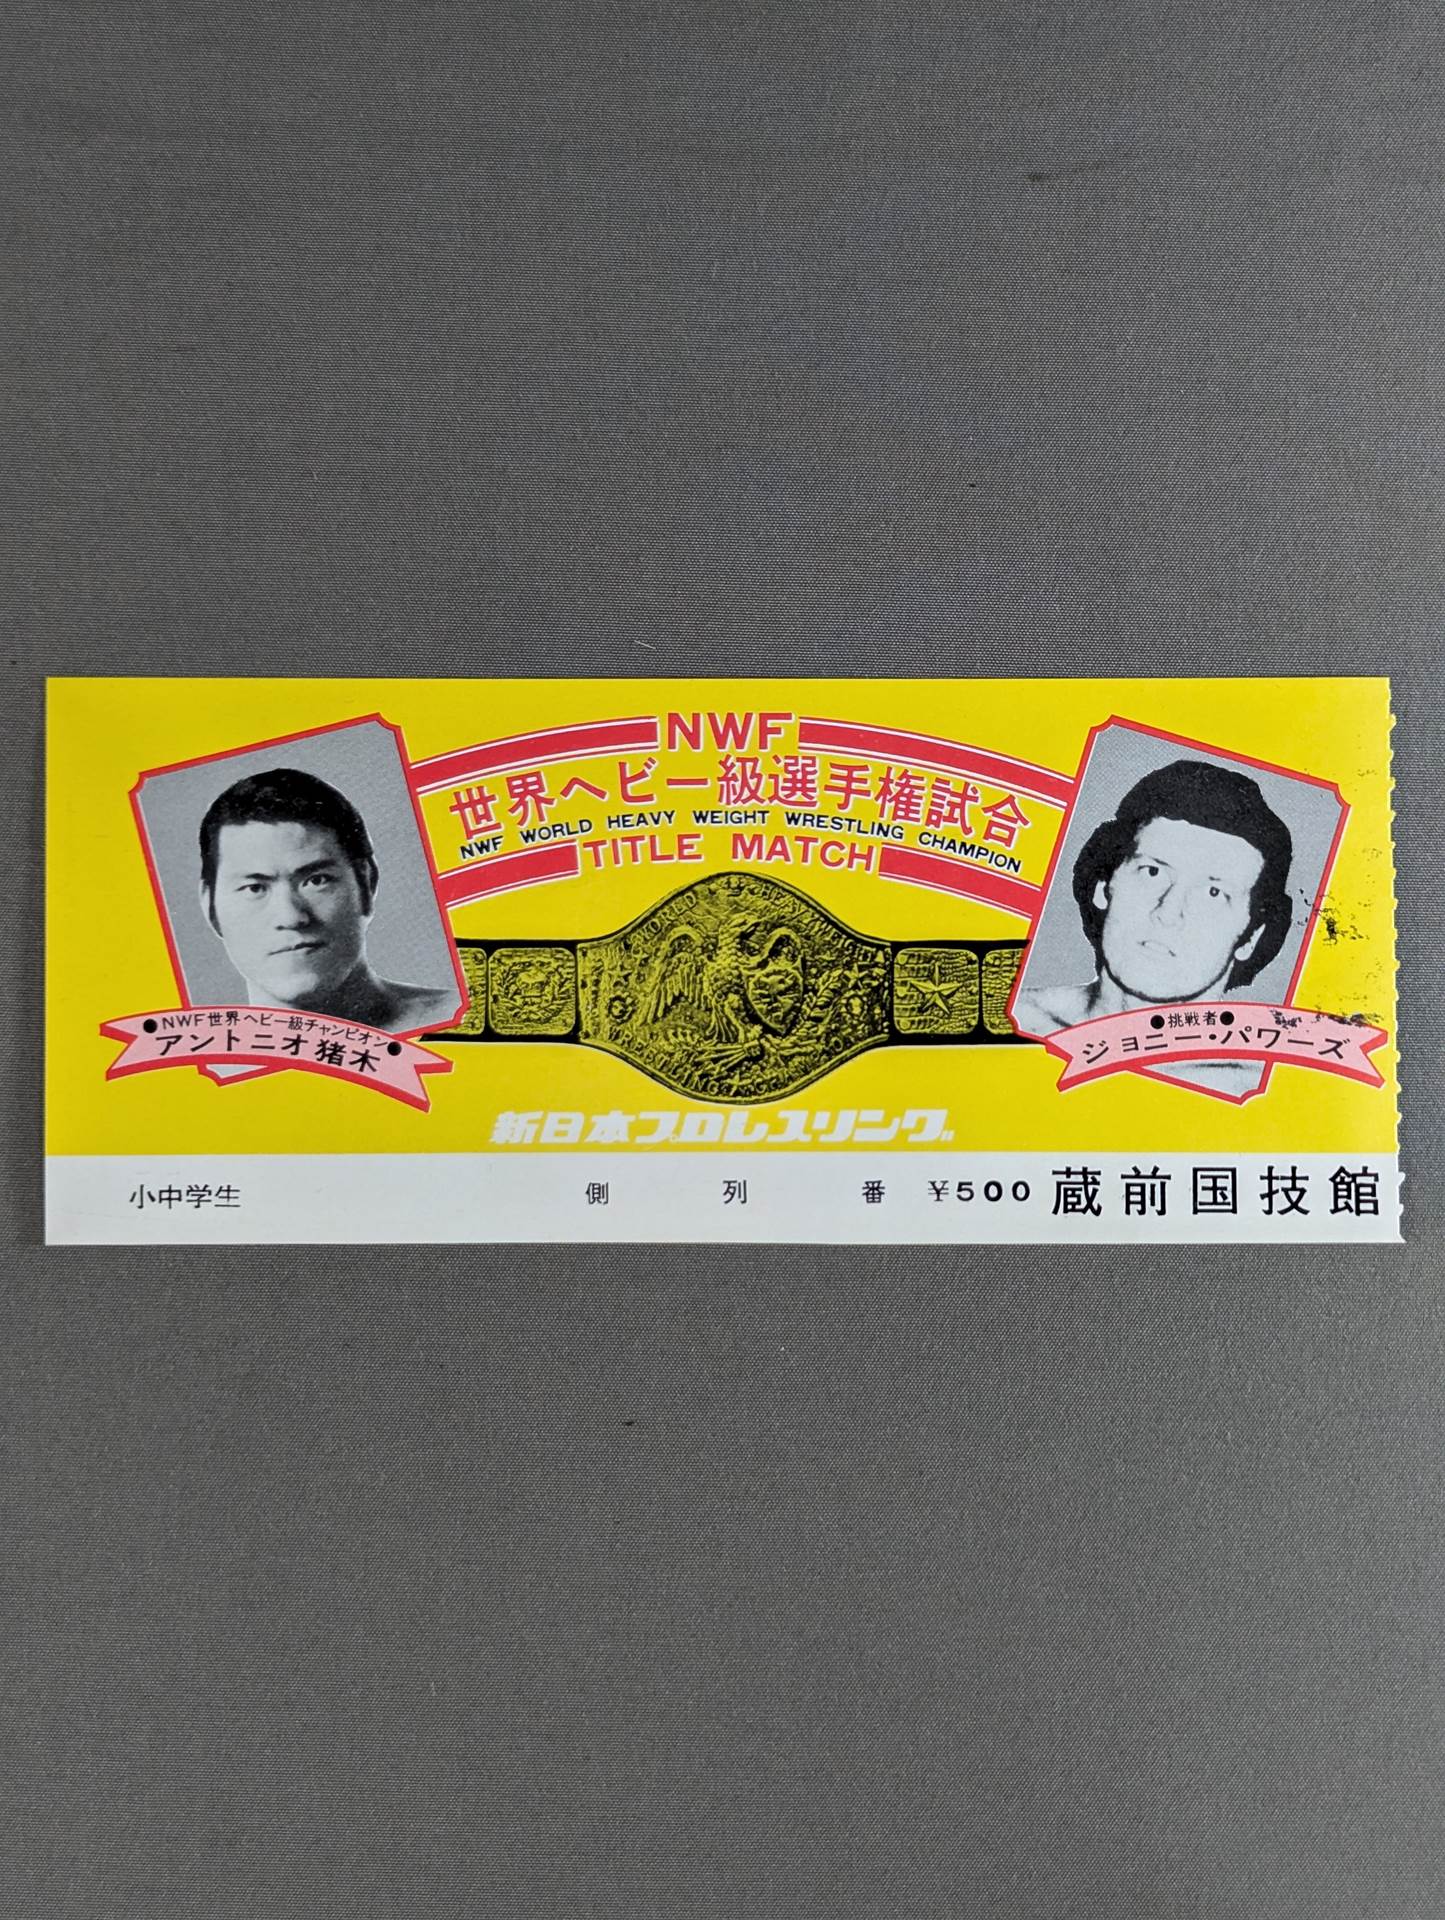 NWF
世界ヘビー級選手権試合
NWF WORLD HEAVY WEIGHT WRESTLING CHAMPION
TITLE MATCH
●NWF世界ヘビー級チャンピオン●
アントニオ猪木
●挑戦者●
ジョニー・パワーズ
WORLD HEAVYWEIGHT
WRESTLING
新日本プロレスリング
小中学生 側 列 番 ¥500 蔵前国技館